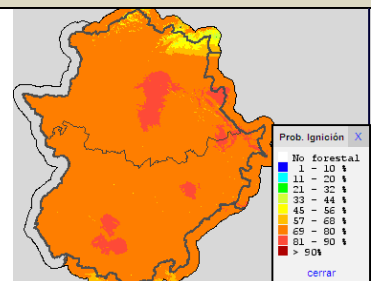 Prob. Ignición X
No forestal
1 - 10 %
11 - 20 %
21 - 32 %
33 - 44 %
45 - 56 %
57 - 68 %
69 - 80 %
81 - 90 %
> 90%
cerrar